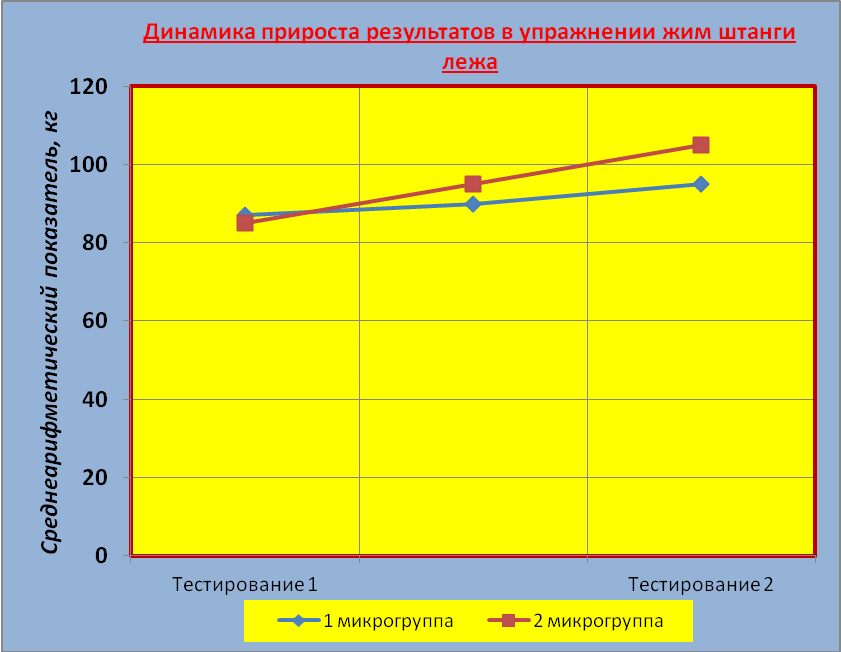 Динамика прироста результатов в упражнении жим штанги
лежа
Среднеарифметический показатель, кг
120
100
80
60
40
20
0
Тестирование 1
Тестирование 2
1 микрогруппа
2 микрогруппа